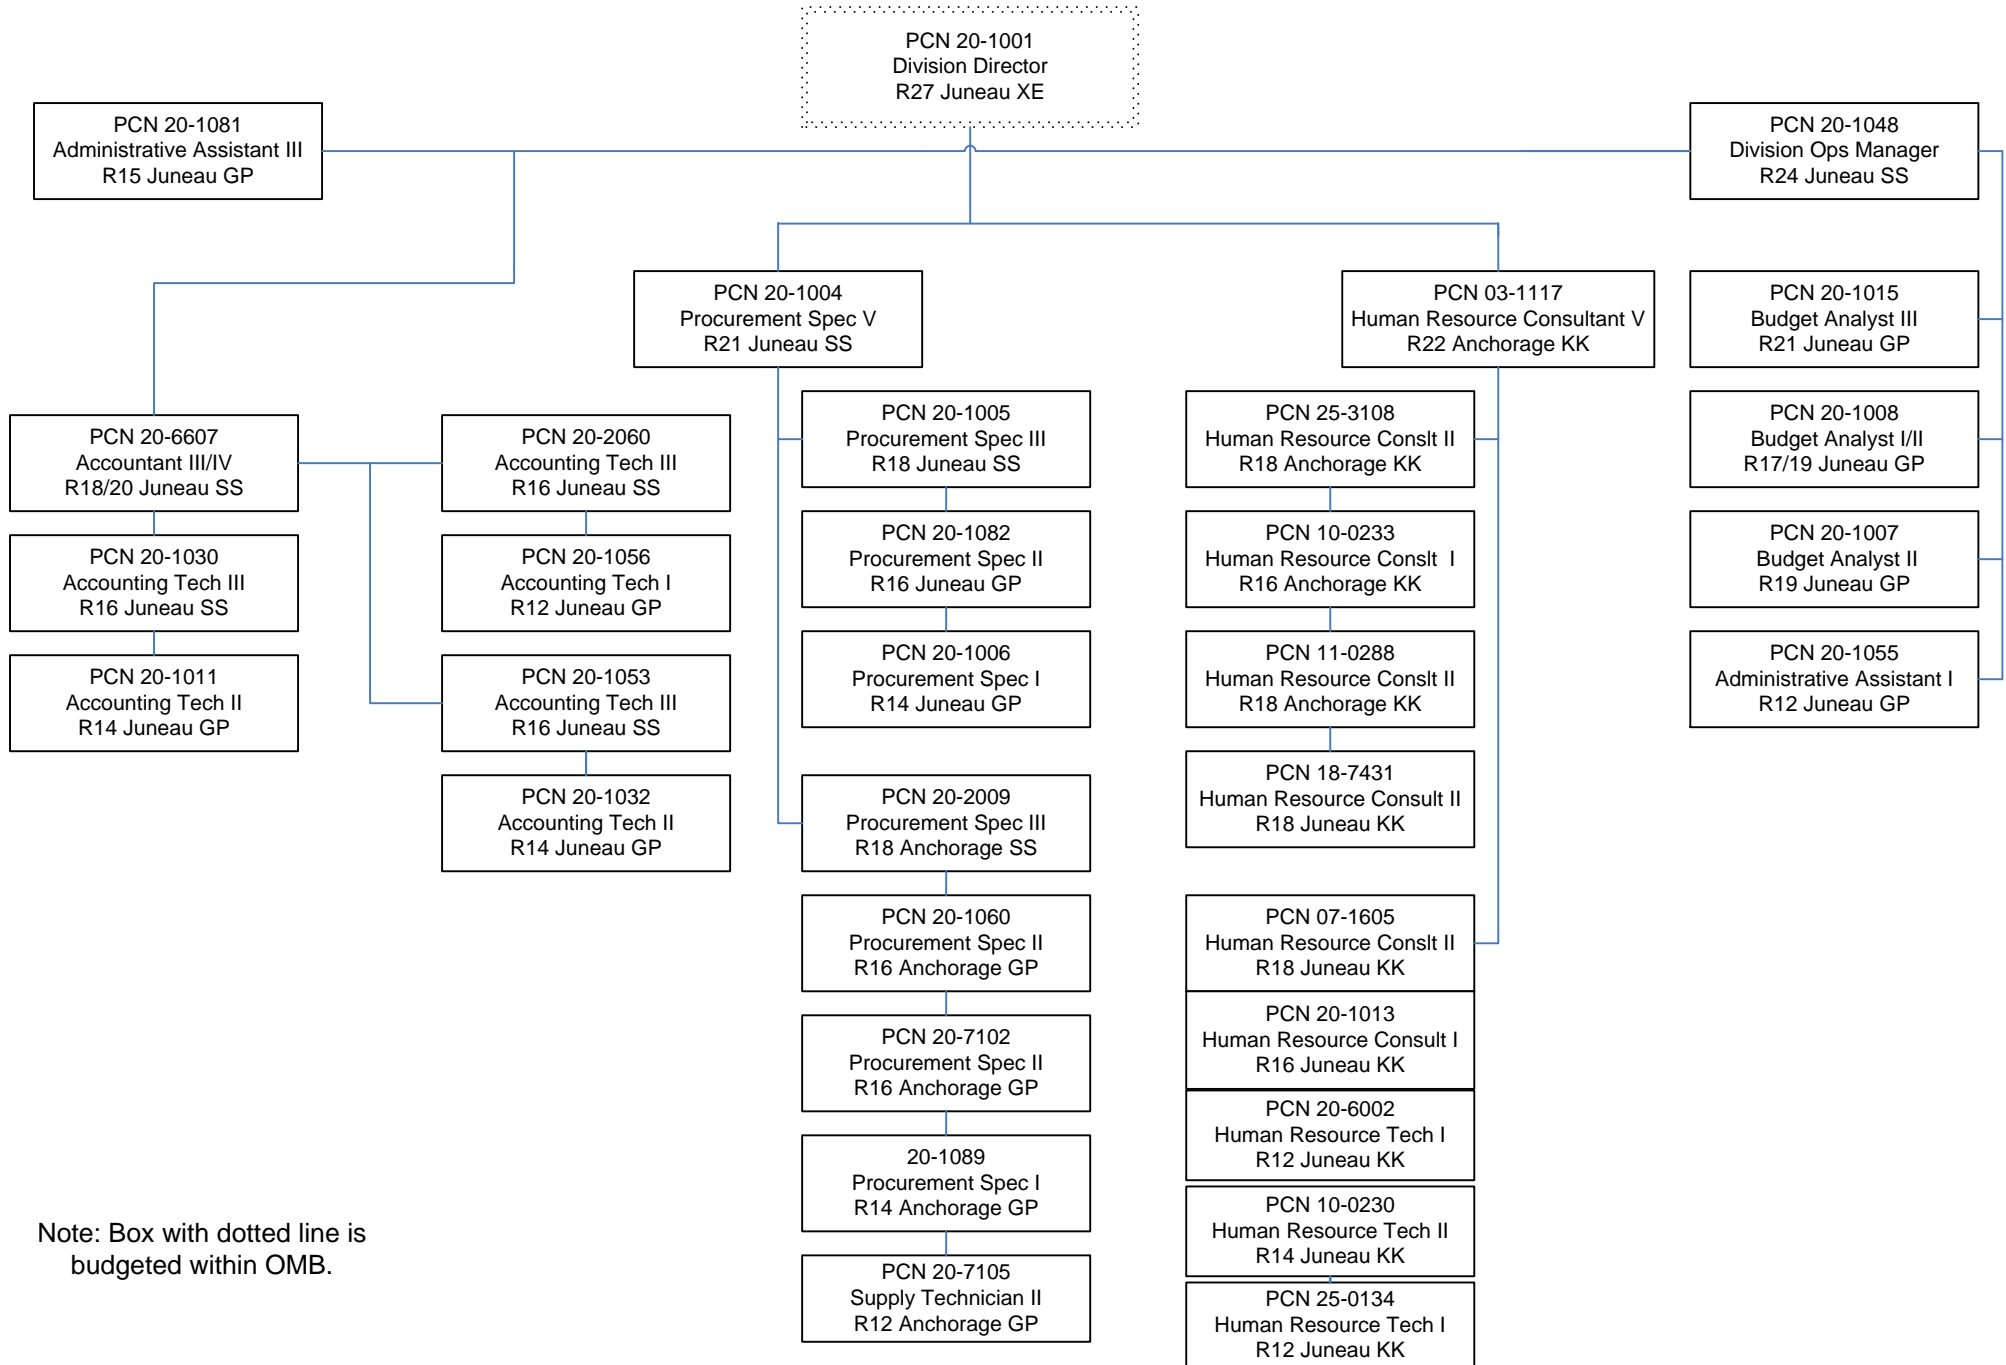 PCN 20-1001
Division Director
R27 Juneau XE
PCN 20-1081
Administrative Assistant III
R15 Juneau GP
PCN 20-1048
Division Ops Manager
R24 Juneau SS
PCN 20-1004
Procurement Spec V
R21 Juneau SS
PCN 03-1117
Human Resource Consultant V
R22 Anchorage KK
PCN 20-1015
Budget Analyst III
R21 Juneau GP
PCN 20-6607
Accountant III/IV
R18/20 Juneau SS
PCN 20-1030
Accounting Tech III
R16 Juneau SS
PCN 20-1011
Accounting Tech II
R14 Juneau GP
PCN 20-2060
Accounting Tech III
R16 Juneau SS
PCN 20-1056
Accounting Tech I
R12 Juneau GP
PCN 20-1053
Accounting Tech III
R16 Juneau SS
PCN 20-1032
Accounting Tech II
R14 Juneau GP
PCN 20-1005
Procurement Spec III
R18 Juneau SS
PCN 20-1082
Procurement Spec II
R16 Juneau GP
PCN 20-1006
Procurement Spec I
R14 Juneau GP
PCN 20-2009
Procurement Spec III
R18 Anchorage SS
PCN 20-1060
Procurement Spec II
R16 Anchorage GP
PCN 20-7102
Procurement Spec II
R16 Anchorage GP
20-1089
Procurement Spec I
R14 Anchorage GP
PCN 20-7105
Supply Technician II
R12 Anchorage GP
PCN 25-3108
Human Resource Conslt II
R18 Anchorage KK
PCN 10-0233
Human Resource Conslt I
R16 Anchorage KK
PCN 11-0288
Human Resource Conslt II
R18 Anchorage KK
PCN 18-7431
Human Resource Consult II
R18 Juneau KK
PCN 07-1605
Human Resource Conslt II
R18 Juneau KK
PCN 20-1013
Human Resource Consult I
R16 Juneau KK
PCN 20-6002
Human Resource Tech I
R12 Juneau KK
PCN 10-0230
Human Resource Tech II
R14 Juneau KK
PCN 25-0134
Human Resource Tech I
R12 Juneau KK
PCN 20-1008
Budget Analyst I/II
R17/19 Juneau GP
PCN 20-1007
Budget Analyst II
R19 Juneau GP
PCN 20-1055
Administrative Assistant I
R12 Juneau GP
Note: Box with dotted line is
budgeted within OMB.